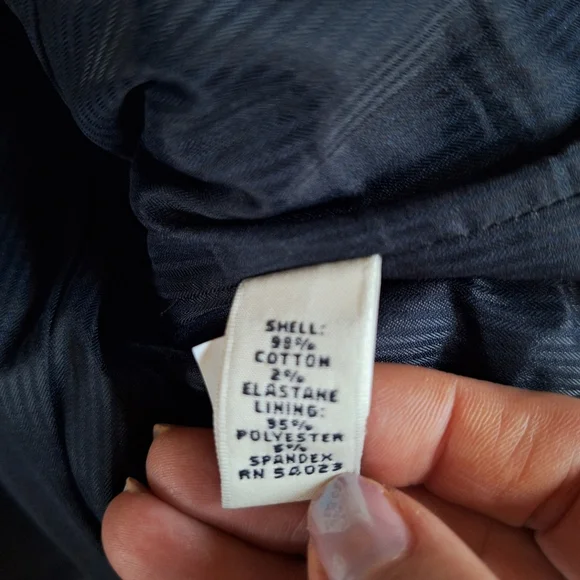 SHELL:
98%
COTTON
2%
ELASTANE
LINING:
95%
POLYESTER
5%
SPANDEX
RN 54023